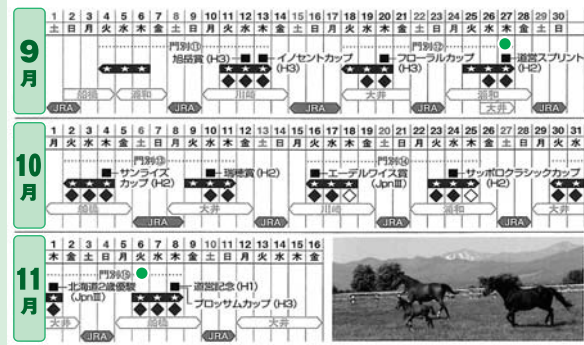 9月
1 2 3 4 5 6 7 8 9 10 11 12 13 14 15 16 17 18 19 20 21 22 23 24 25 26 27 28 29 30
土 日 月 火 水 木 金 土 日 月 火 水 木 金 土 日 月 火 水 木 金 土 日 月 火 水 木 金 土 日
門別⑪ 門別⑫
旭岳賞(H3) イノセントカップ(H3) フローラルカップ(H3) 道営スプリント(H2)
船橋 浦和 川崎 大井 浦和
JRA JRA JRA JRA JRA
大井
10月
1 2 3 4 5 6 7 8 9 10 11 12 13 14 15 16 17 18 19 20 21 22 23 24 25 26 27 28 29 30 31
月 火 水 木 金 土 日 月 火 水 木 金 土 日 月 火 水 木 金 土 日 月 火 水 木 金 土 日 月 火 水
門別⑬ 門別⑭
サンライズカップ(H2) 瑞穂賞(H2) エーデルワイス賞(JpnⅢ) サッポロクラシックカップ(H2)
船橋 大井 川崎 浦和 大井
JRA JRA JRA JRA
11月
1 2 3 4 5 6 7 8 9 10 11 12 13 14 15 16
木 金 土 日 月 火 水 木 金 土 日 月 火 水 木 金
門別⑮
北海道2歳優駿(JpnⅢ) 道営記念(H1)
ブロッサムカップ(H3)
大井 船橋 大井
JRA JRA